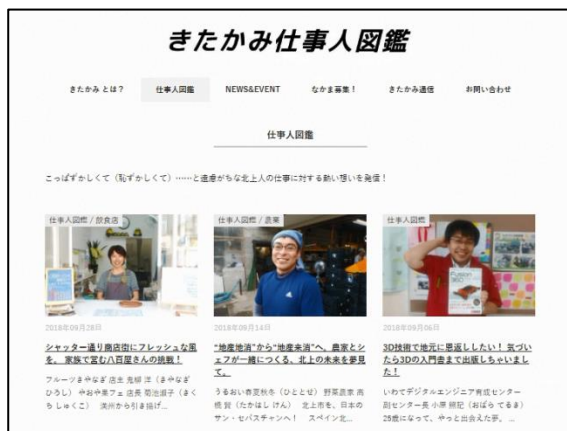 きたかみ仕事人図鑑
きたかみ とは？ 仕事人図鑑 NEWS&EVENT なかま募集！ きたかみ通信 お問い合わせ
仕事人図鑑
こっぱずかしくて（恥ずかしくて）……と遠慮がちな北上人の仕事に対する熱い想いを発信！
仕事人図鑑 / 飲食店
2018年09月28日
シャッター通り商店街にフレッシュな風
を。 家族で営む八百屋さんの挑戦！
フルーツきやなぎ 店主 鬼柳 洋（きやなぎ
ひろし） やおや楽フェ 店長 菊池淑子（きく
ち しゅくこ） 満州から引き揚げ...
仕事人図鑑 / 農業
2018年09月14日
“地産地消”から“地産来消”へ。農家とシ
ェフが一緒につくる、北上の未来を夢見
て。
うるおい春夏秋冬（ひととせ） 野菜農家 高
橋 賢（たかはし けん） 北上市を、日本の
サン・セバスチャンへ！ スペイン北...
仕事人図鑑
2018年09月06日
3D技術で地元に恩返ししたい！ 気づい
たら3Dの入門書まで出版しちゃいまし
た！
いわてデジタルエンジニア育成センター
副センター長 小原 照記（おばら てるき）
25歳になって、やっと出会えた夢。 ...
Fusion
360